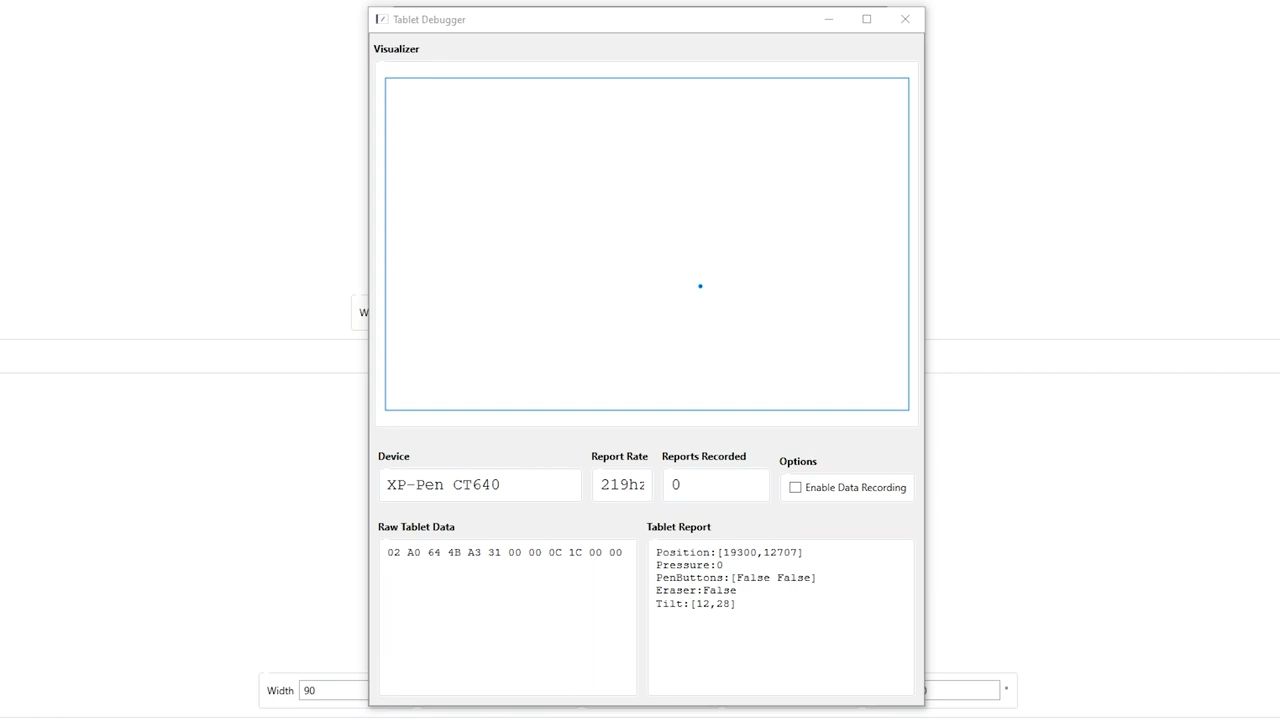 Tablet Debugger
Visualizer
W
Device
Report Rate
Reports Recorded
Options
XP-Pen CT640
219hz
0
Enable Data Recording
Raw Tablet Data
Tablet Report
02 A0 64 4B A3 31 00 00 0C 1C 00 00
Position:[19300,12707]
Pressure:0
PenButtons:[False False]
Eraser:False
Tilt:[12,28]
Width
90
°